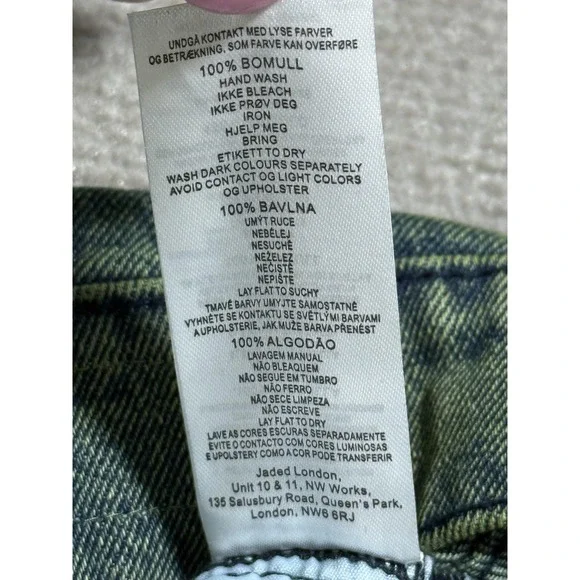 UNDGÅ KONTAKT MED LYSE FARVER
OG BETRÆKNING, SOM FARVE KAN OVERFØRE
100% BOMULL
HAND WASH
IKKE BLEACH
IKKE PRØV DEG
IRON
HJELP MEG
BRING
ETIKETT TO DRY
WASH DARK COLOURS SEPARATELY
AVOID CONTACT OG LIGHT COLORS
OG UPHOLSTER
100% BAVLNA
UMÝT RUCE
NEBĚLEJ
NESUCHĚ
NEŽELEZ
NEČISTĚ
NEPIŠTE
LAY FLAT TO SUCHY
TMAVÉ BARVY UMYJTE SAMOSTATNĚ
VYHNĚTE SE KONTAKTU SE SVĚTLÝMI BARVAMI
A UPHOLSTERIE, JAK MUŽE BARVA PŘENÉST
100% ALGODÃO
LAVAGEM MANUAL
NÃO BLEAQUEM
NÃO SEGUE EM TUMBRO
NÃO FERRO
NÃO SECE LIMPEZA
NÃO ESCREVE
LAY FLAT TO DRY
LAVE AS CORES ESCURAS SEPARADAMENTE
EVITE O CONTACTO COM CORES LUMINOSAS
E UPOLSTERY COMO A COR PODE TRANSFERIR
Jaded London,
Unit 10 & 11, NW Works,
135 Salusbury Road, Queen's Park,
London, NW6 6RJ